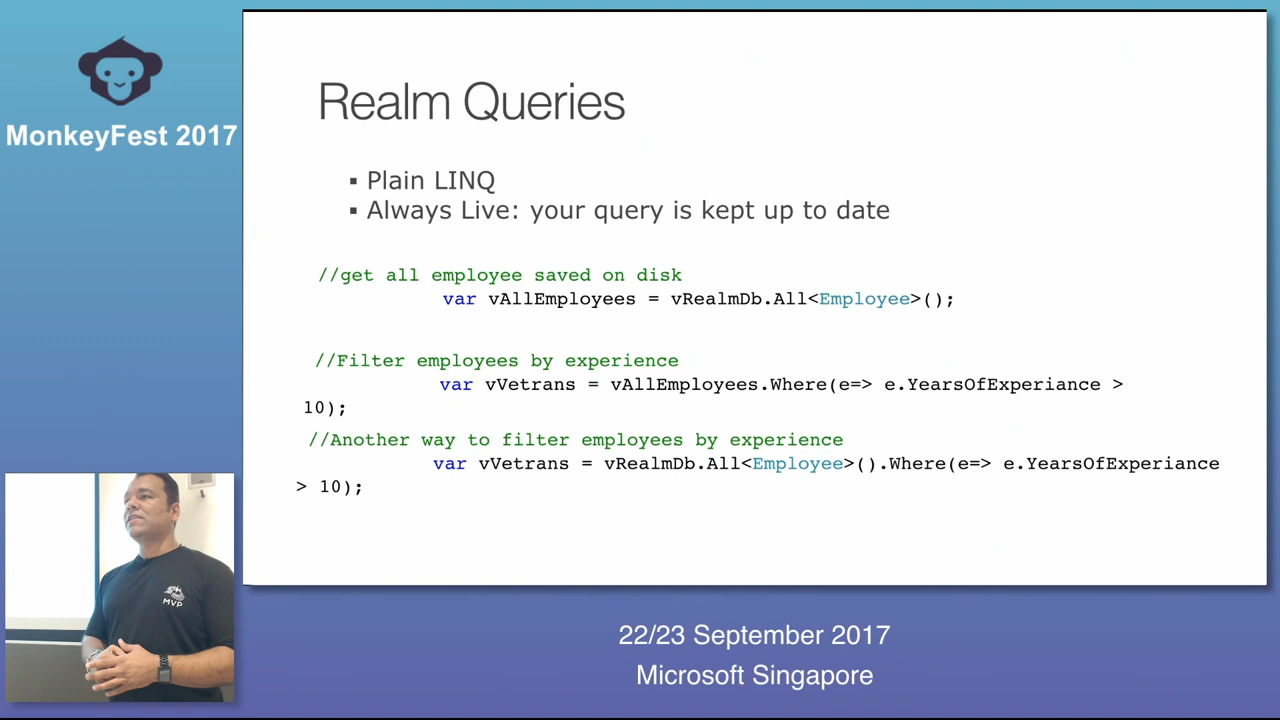 MonkeyFest 2017
Realm Queries
▪ Plain LINQ
▪ Always Live: your query is kept up to date
//get all employee saved on disk
var vAllEmployees = vRealmDb.All<Employee>();
//Filter employees by experience
var vVetrans = vAllEmployees.Where(e=> e.YearsOfExperiance >
10);
//Another way to filter employees by experience
var vVetrans = vRealmDb.All<Employee>().Where(e=> e.YearsOfExperiance
> 10);
MVP
22/23 September 2017
Microsoft Singapore